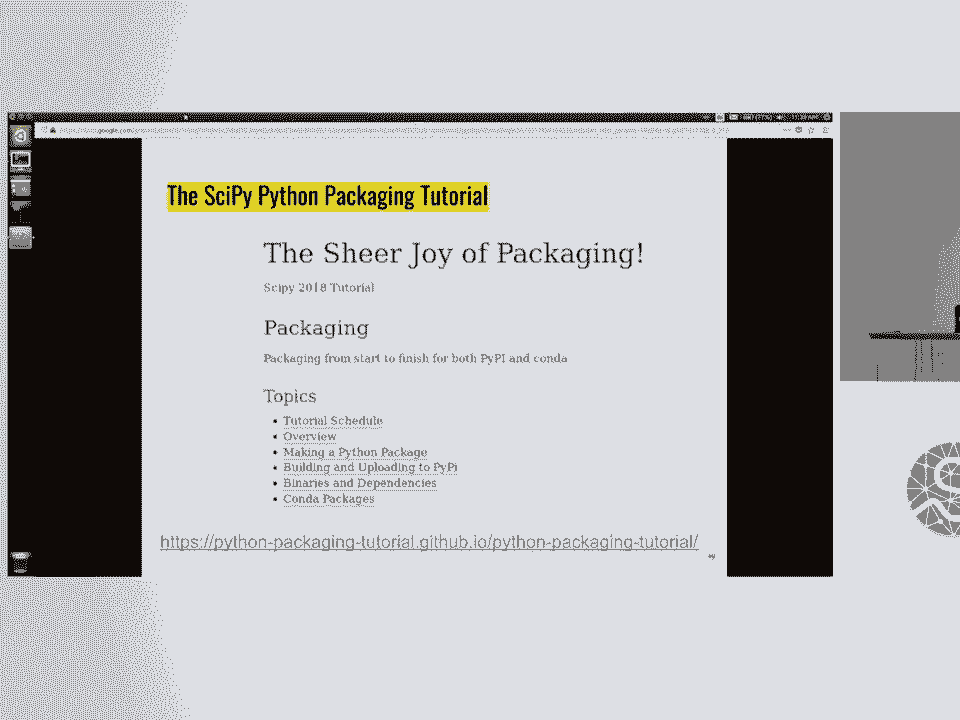 The SciPy Python Packaging Tutorial
The Sheer Joy of Packaging!
Scipy 2018 Tutorial
Packaging
Packaging from start to finish for both PyPI and conda
Topics
Tutorial Schedule
Overview
Making a Python Package
Building and Uploading to PyPi
Binaries and Dependencies
Conda Packages
https://python-packaging-tutorial.github.io/python-packaging-tutorial/